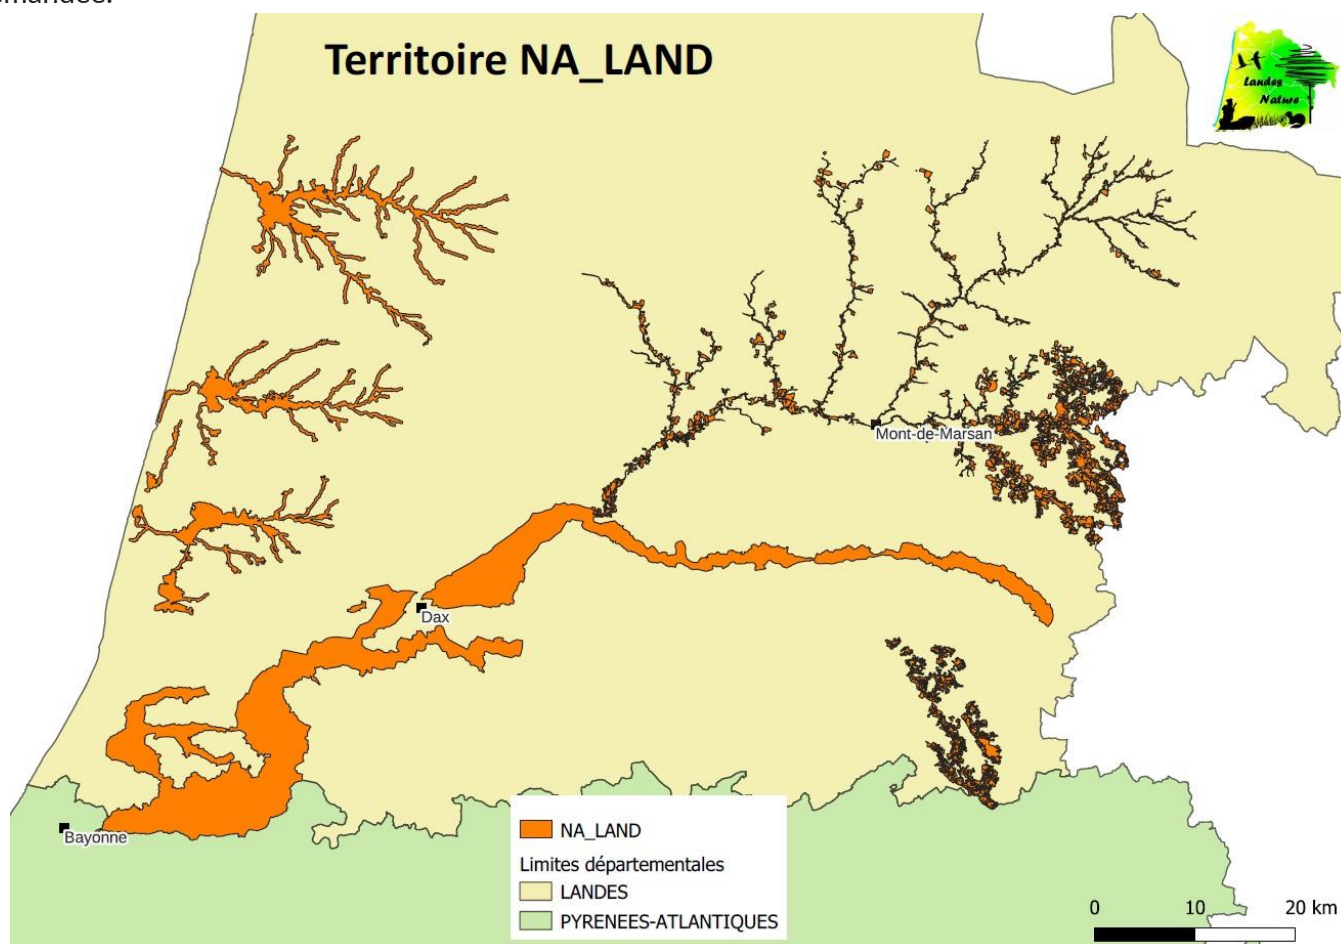 Territoire NA_LAND
Landes
Nature
Mont-de-Marsan
Dax
Bayonne
NA_LAND
Limites départementales
LANDES
PYRENEES-ATLANTIQUES
0 10 20 km